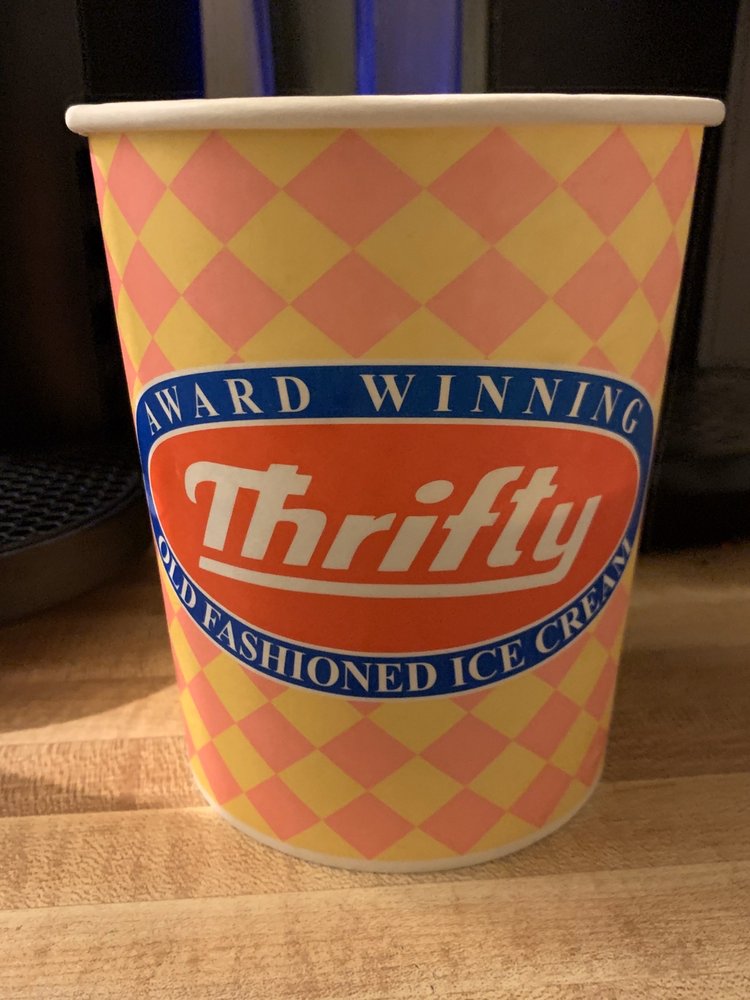 AWARD WINNING
Thrifty
OLD FASHIONED ICE CREAM